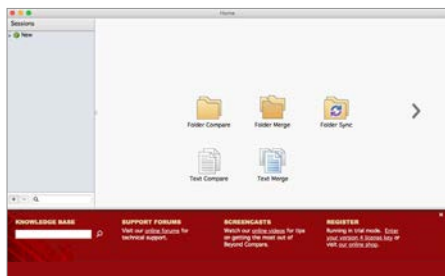 Home
Sessions
New
Folder Compare
Folder Merge
Folder Sync
Text Compare
Text Merge
KNOWLEDGE BASE
SUPPORT FORUMS
Visit our online forums for
technical support.
SCREENCASTS
Watch our online videos for tips
on getting the most out of
Beyond Compare.
REGISTER
Running in trial mode. Enter
your version 4 license key or
visit our online shop.